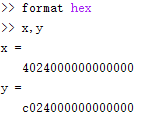 >> format hex
>> x,y
x =
4024000000000000
y =
c024000000000000